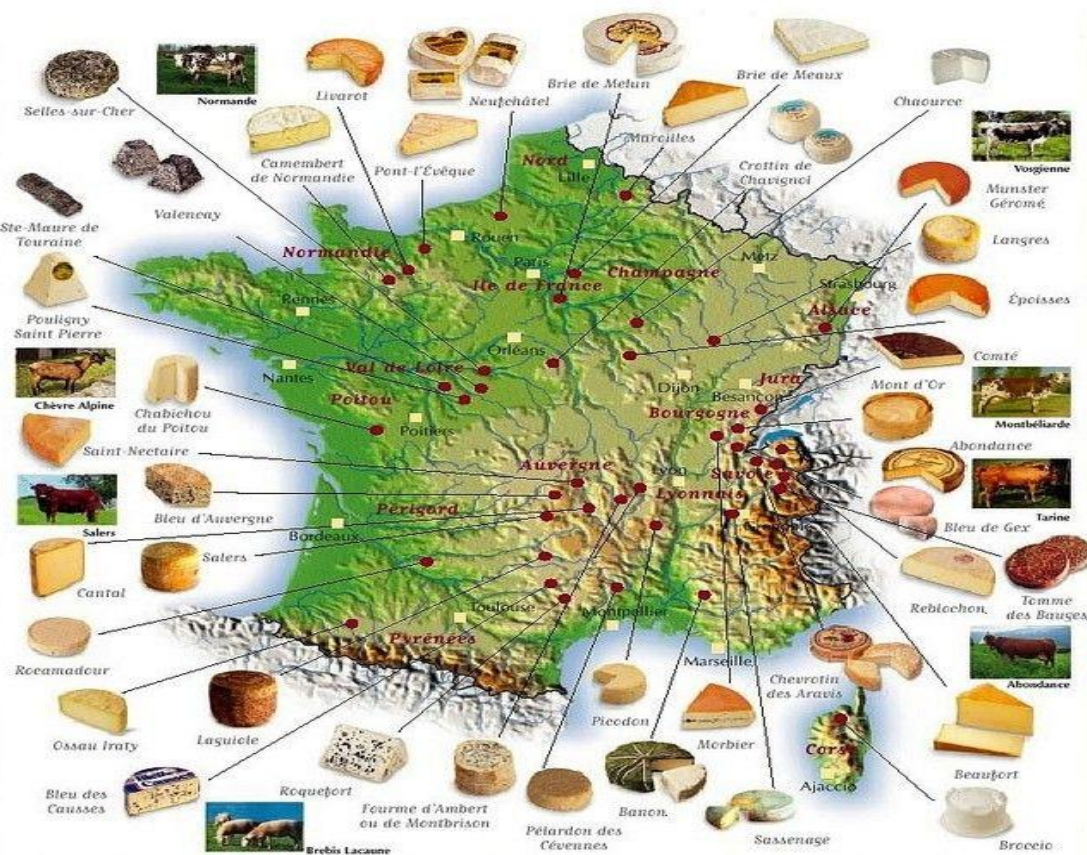 Brie de Melun
Brie de Meaux
Selles-sur-Cher
Normande
Livarot
Neufchâtel
Chaource
Camembert
de Normandie
Pont-l'Évêque
Maroilles
Crottin de
Chavignol
Vosgienne
Valencay
Munster
Géromé
Ste-Maure de
Touraine
Langres
Pouligny
Saint Pierre
Époisses
Nord
Lille
Rouen
Normandie
Paris
Ile de France
Champagne
Metz
Strasbourg
Alsace
Rennes
Orléans
Nantes
Val de Loire
Dijon
Jura
Besançon
Poitou
Poitiers
Bourgogne
Comté
Mont d'Or
Montbéliarde
Chèvre Alpine
Chabichou
du Poitou
Saint-Nectaire
Abondance
Auvergne
Lyon
Savoie
Lyonnais
Périgord
Tarine
Bleu d'Auvergne
Salers
Bordeaux
Bleu de Gex
Salers
Cantal
Reblochon
Tomme
des Bauges
Toulouse
Montpellier
Pyrénées
Marseille
Rocamadour
Abondance
Chevrotin
des Aravis
Picodon
Morbier
Ossau Iraty
Laguiole
Corse
Ajaccio
Beaufort
Bleu des
Causses
Roquefort
Fourme d'Ambert
ou de Montbrison
Banon
Pélardon des
Cévennes
Sassenage
Broccio
Brebis Lacaune